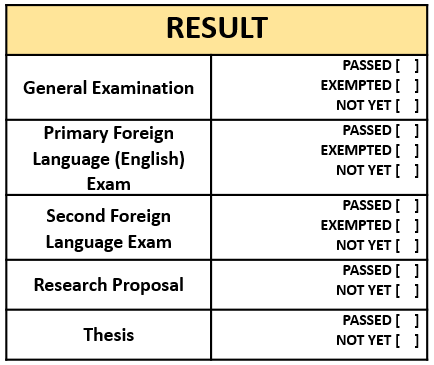 RESULT
General Examination
PASSED [ ]
EXEMPTED [ ]
NOT YET [ ]
Primary Foreign
Language (English)
Exam
PASSED [ ]
EXEMPTED [ ]
NOT YET [ ]
Second Foreign
Language Exam
PASSED [ ]
EXEMPTED [ ]
NOT YET [ ]
Research Proposal
PASSED [ ]
NOT YET [ ]
Thesis
PASSED [ ]
NOT YET [ ]